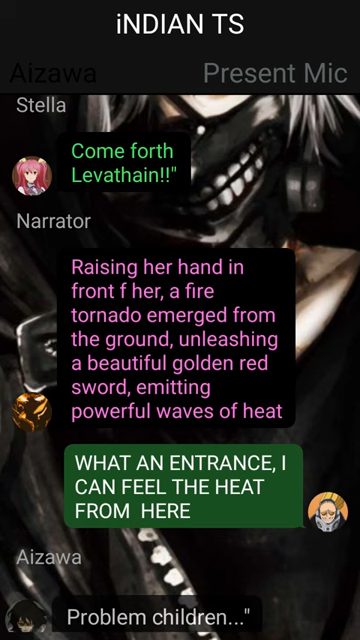 iNDIAN TS
Aizawa Present Mic
Stella
Come forth
Levathain!!"
Narrator
Raising her hand in
front f her, a fire
tornado emerged from
the ground, unleashing
a beautiful golden red
sword, emitting
powerful waves of heat
WHAT AN ENTRANCE, I
CAN FEEL THE HEAT
FROM  HERE
Aizawa
Problem children..."